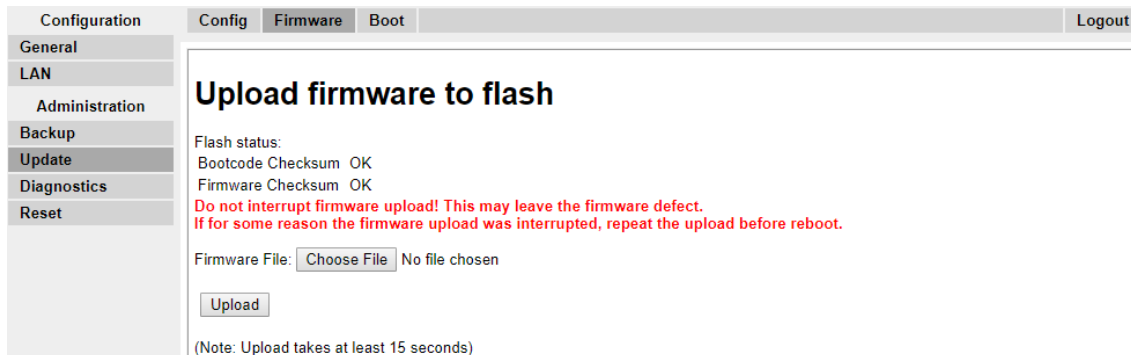 Configuration
General
LAN
Administration
Backup
Update
Diagnostics
Reset
Config Firmware Boot Logout
Upload firmware to flash
Flash status:
Bootcode Checksum OK
Firmware Checksum OK
Do not interrupt firmware upload! This may leave the firmware defect.
If for some reason the firmware upload was interrupted, repeat the upload before reboot.
Firmware File: Choose File No file chosen
Upload
(Note: Upload takes at least 15 seconds)